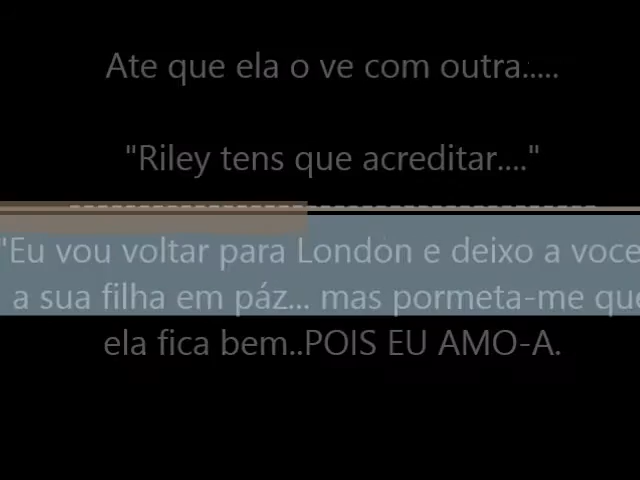 Ate que ela o ve com outra.....
"Riley tens que acreditar...."
"Eu vou voltar para London e deixo a voce
a sua filha em páz... mas pormeta-me que
ela fica bem..POIS EU AMO-A.